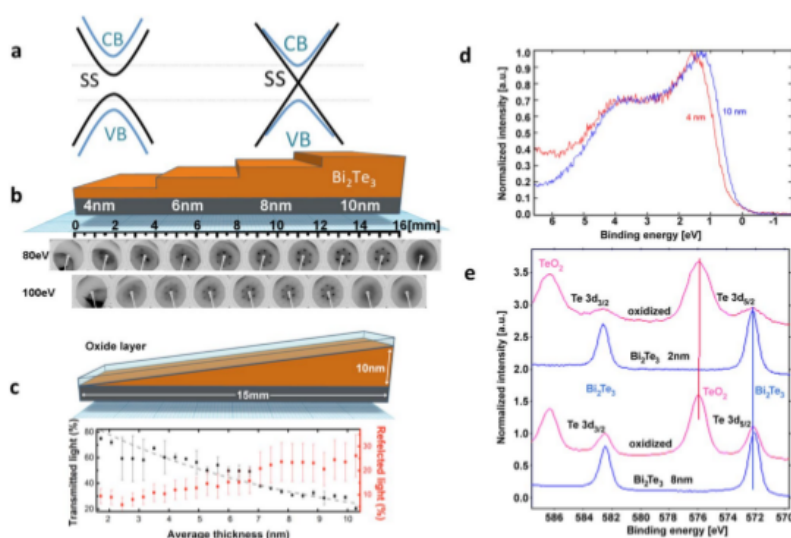 a
CB
CB
SS
SS
VB
VB
Bi2Te3
4nm
6nm
8nm
10nm
b
0 2 4 6 8 10 12 14 16 [mm]
80eV
100eV
Oxide layer
c
10nm
15mm
Transmitted light (%)
80
60
40
20
Refelcted light (%)
30
20
10
2 3 4 5 6 7 8 9 10
Average thickness (nm)
d
Normalized intensity [a.u.]
1.0
0.9
0.8
0.7
0.6
0.5
0.4
0.3
0.2
0.1
0.0
4 nm
10 nm
6 5 4 3 2 1 0 -1
Binding energy [eV]
e
Normalized intensity [a.u.]
3.5
3.0
2.5
2.0
1.5
1.0
0.5
0.0
TeO2
Te 3d3/2
oxidized
Te 3d5/2
Bi2Te3 2nm
Bi2Te3
TeO2
Bi2Te3
Te 3d3/2
oxidized
Te 3d5/2
Bi2Te3 8nm
586 584 582 580 578 576 574 572 570
Binding energy [eV]